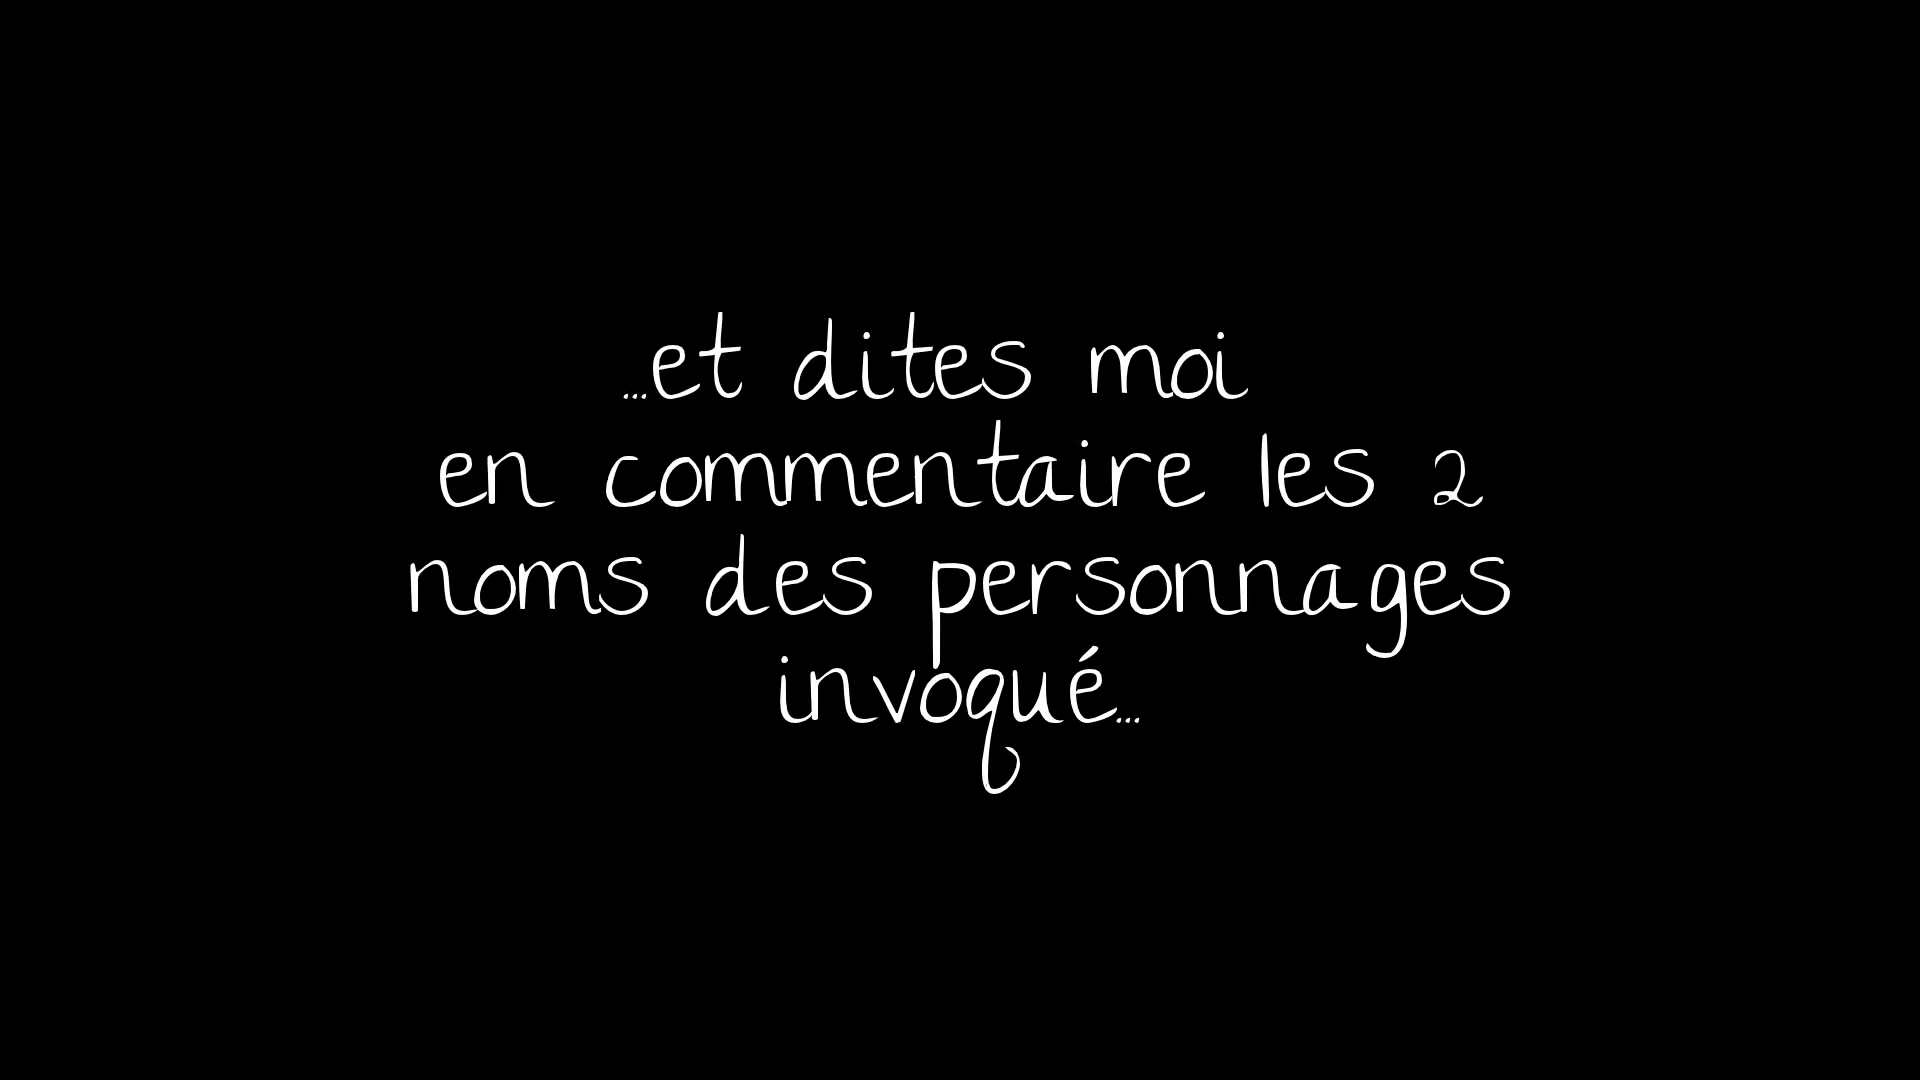 ...et dites moi
en commentaire les 2
noms des personnages
invoqué...